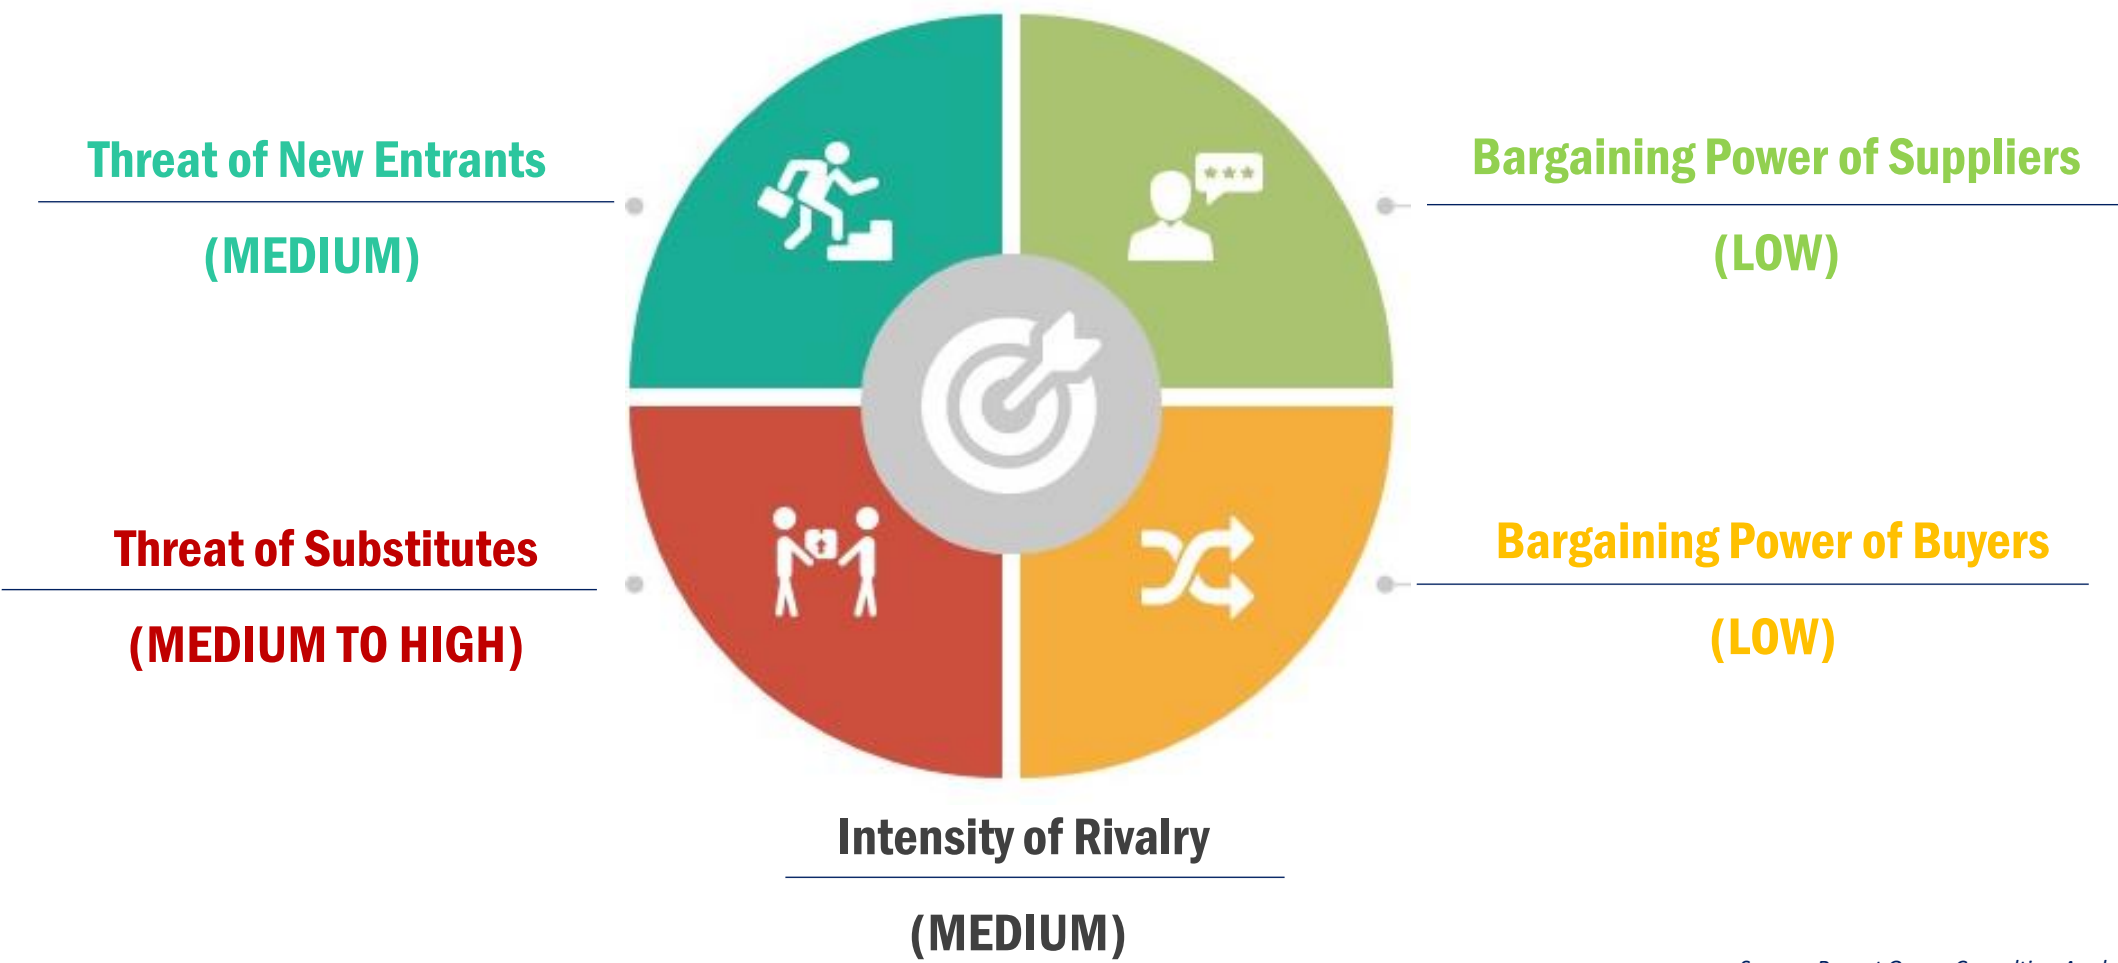 Threat of New Entrants
(MEDIUM)
Bargaining Power of Suppliers
(LOW)
Threat of Substitutes
(MEDIUM TO HIGH)
Bargaining Power of Buyers
(LOW)
Intensity of Rivalry
(MEDIUM)